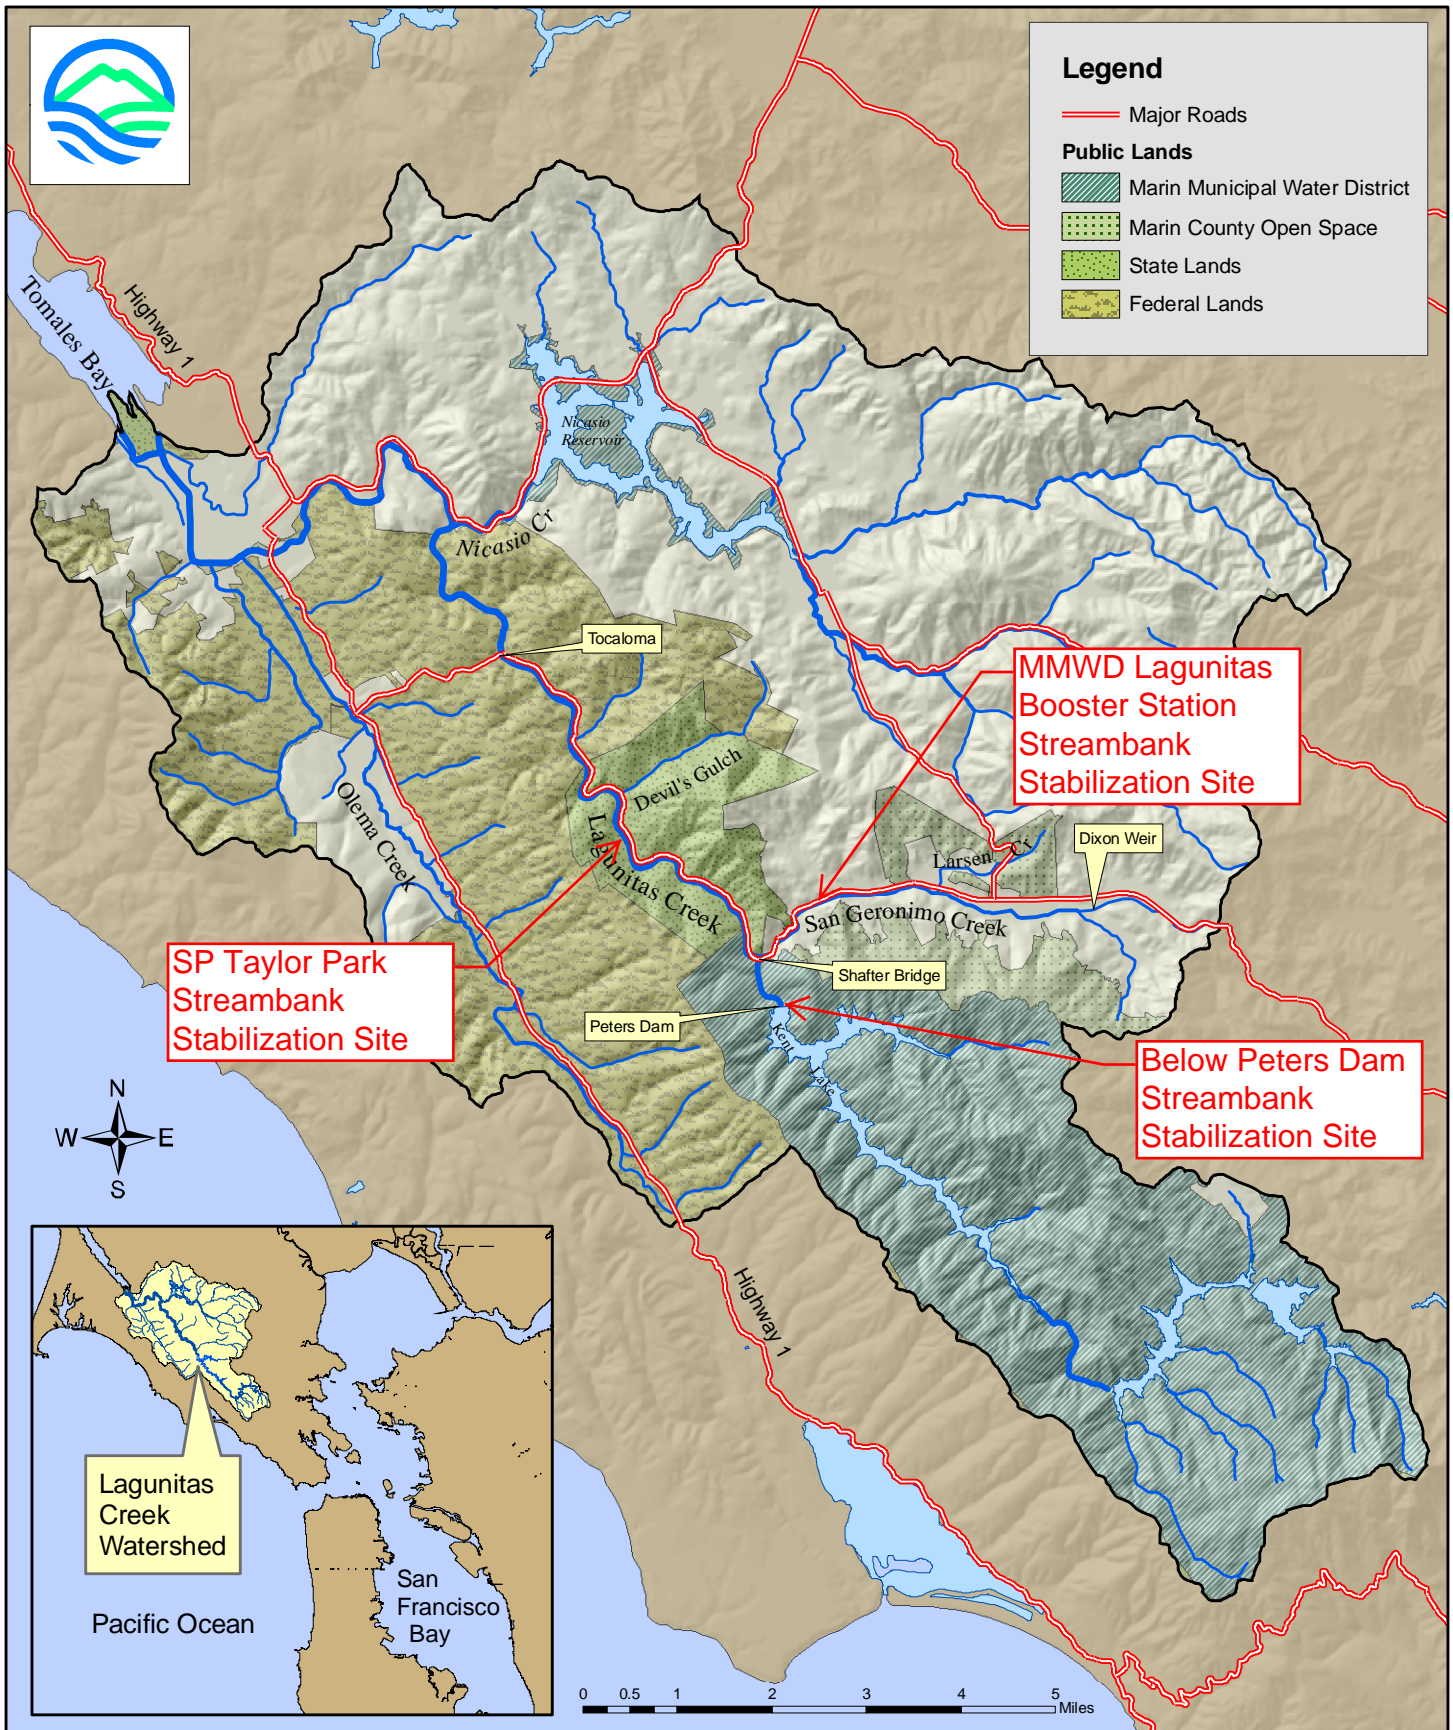 Legend
Major Roads
Public Lands
Marin Municipal Water District
Marin County Open Space
State Lands
Federal Lands
Tomales Bay
Highway 1
Nicasio
Reservoir
Nicasio Cr
Tocaloma
MMWD Lagunitas
Booster Station
Streambank
Stabilization Site
Devil's Gulch
Olema Creek
Lagunitas Creek
Larsen Cr
Dixon Weir
San Geronimo Creek
SP Taylor Park
Streambank
Stabilization Site
Shafter Bridge
Peters Dam
Kent Lake
Below Peters Dam
Streambank
Stabilization Site
N
W E
S
Highway 1
Lagunitas
Creek
Watershed
Pacific Ocean
San
Francisco
Bay
0 0.5 1 2 3 4 5
Miles